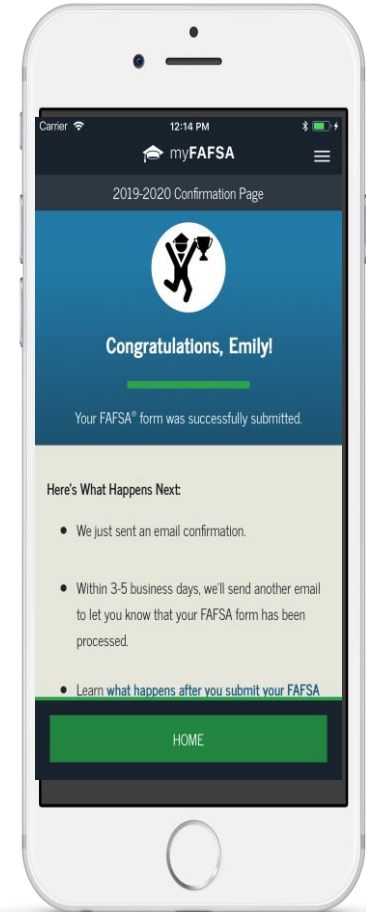 Carrier 12:14 PM
myFAFSA
2019-2020 Confirmation Page
Congratulations, Emily!
Your FAFSA® form was successfully submitted.
Here's What Happens Next:
• We just sent an email confirmation.
• Within 3-5 business days, we'll send another email
to let you know that your FAFSA form has been
processed.
• Learn what happens after you submit your FAFSA
HOME